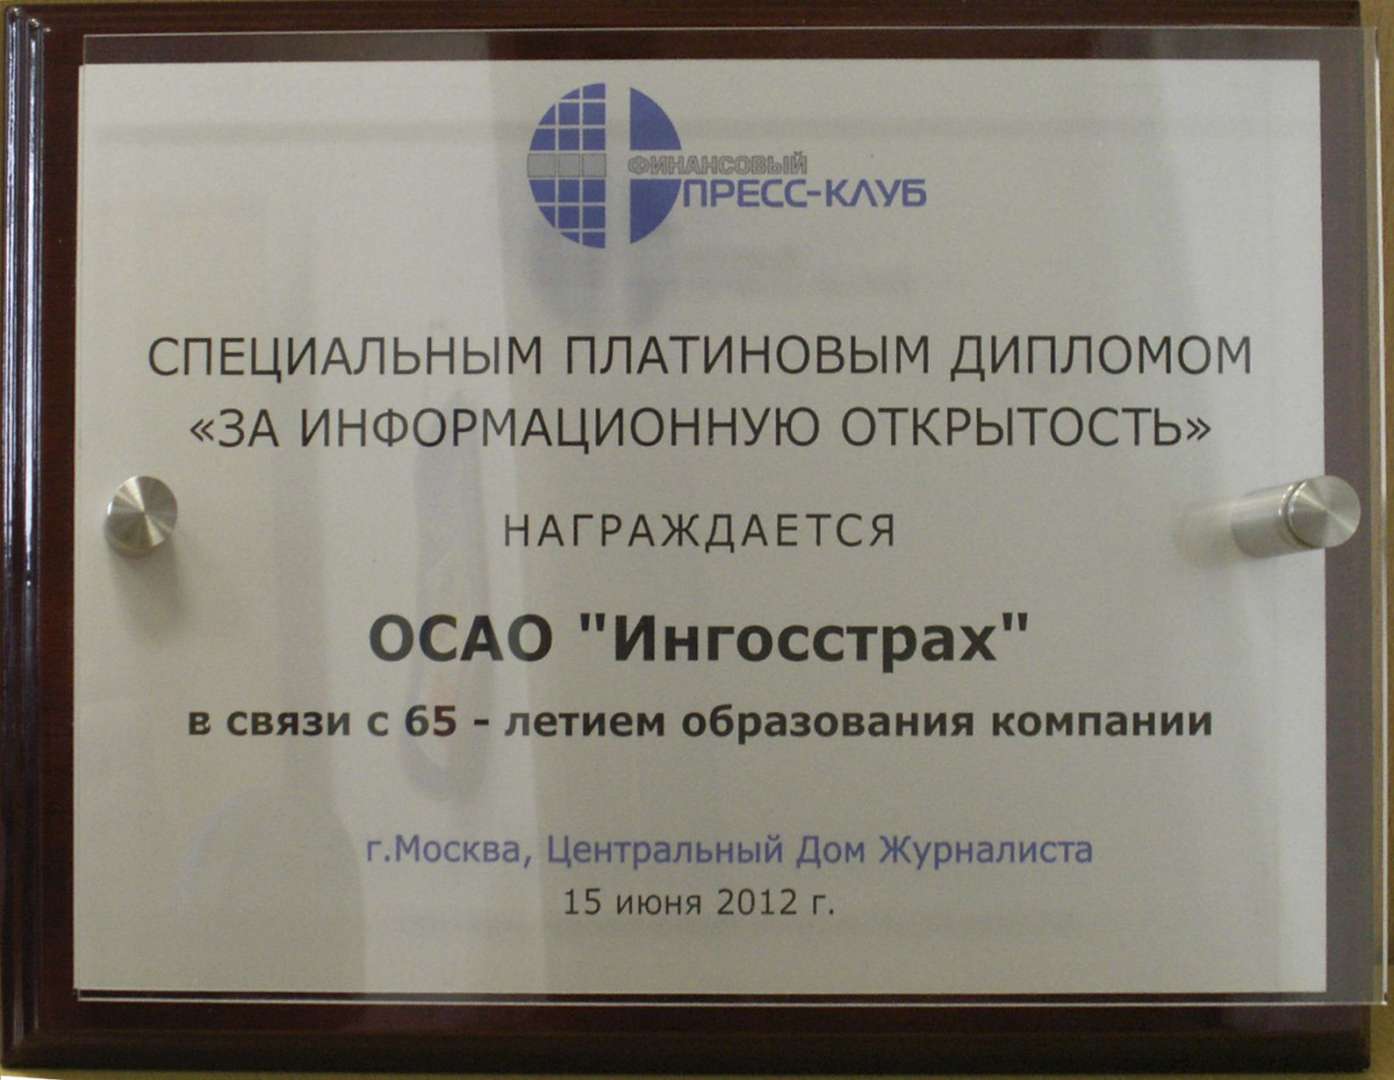 ФИНАНСОВЫЙ
ПРЕСС-КЛУБ
СПЕЦИАЛЬНЫМ ПЛАТИНОВЫМ ДИПЛОМОМ
«ЗА ИНФОРМАЦИОННУЮ ОТКРЫТОСТЬ»
НАГРАЖДАЕТСЯ
ОСАО "Ингосстрах"
в связи с 65 - летием образования компании
г.Москва, Центральный Дом Журналиста
15 июня 2012 г.